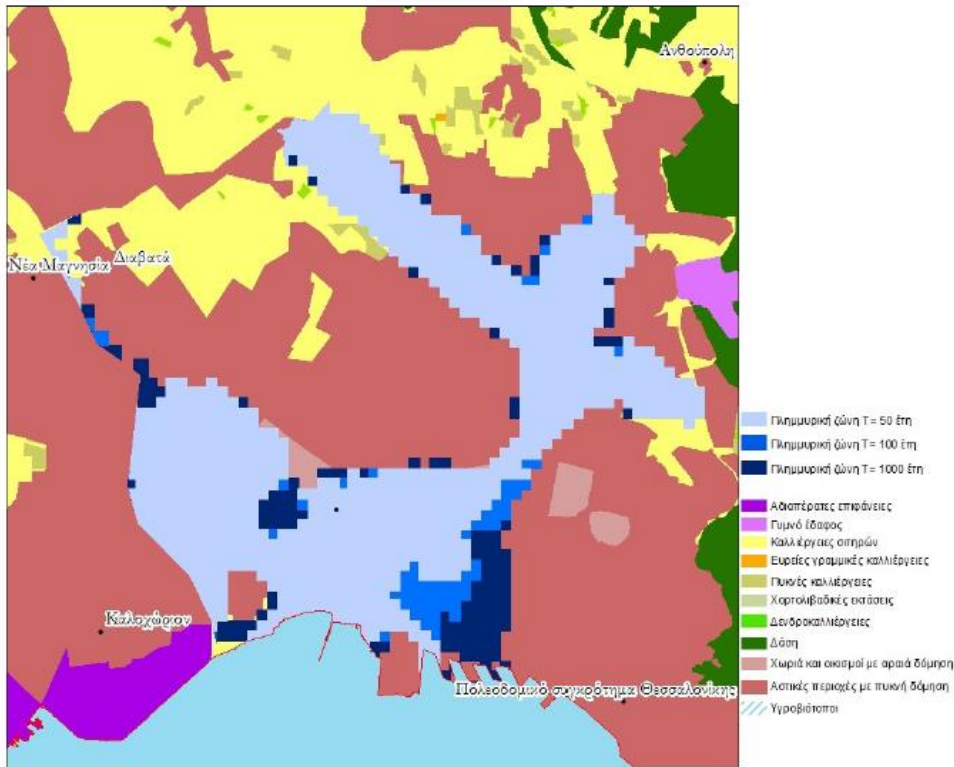 Ανθούπολη
Διαβατά
Νέα Μαγνησία
Καλοχώριον
Πολεοδομικό συγκρότημα Θεσσαλονίκης
Πλημμυρική ζώνη T = 50 έτη
Πλημμυρική ζώνη T = 100 έτη
Πλημμυρική ζώνη T = 1000 έτη
Αδιαπέρατες επιφάνειες
Γυμνό έδαφος
Καλλιέργειες σιτηρών
Ευρείες γραμμικές καλλιέργειες
Πυκνές καλλιέργειες
Χορτολιβαδικές εκτάσεις
Δενδροκαλλιέργειες
Δάση
Χωριά και οικισμοί με αραιά δόμηση
Αστικές περιοχές με πυκνή δόμηση
Υγροβιότοποι